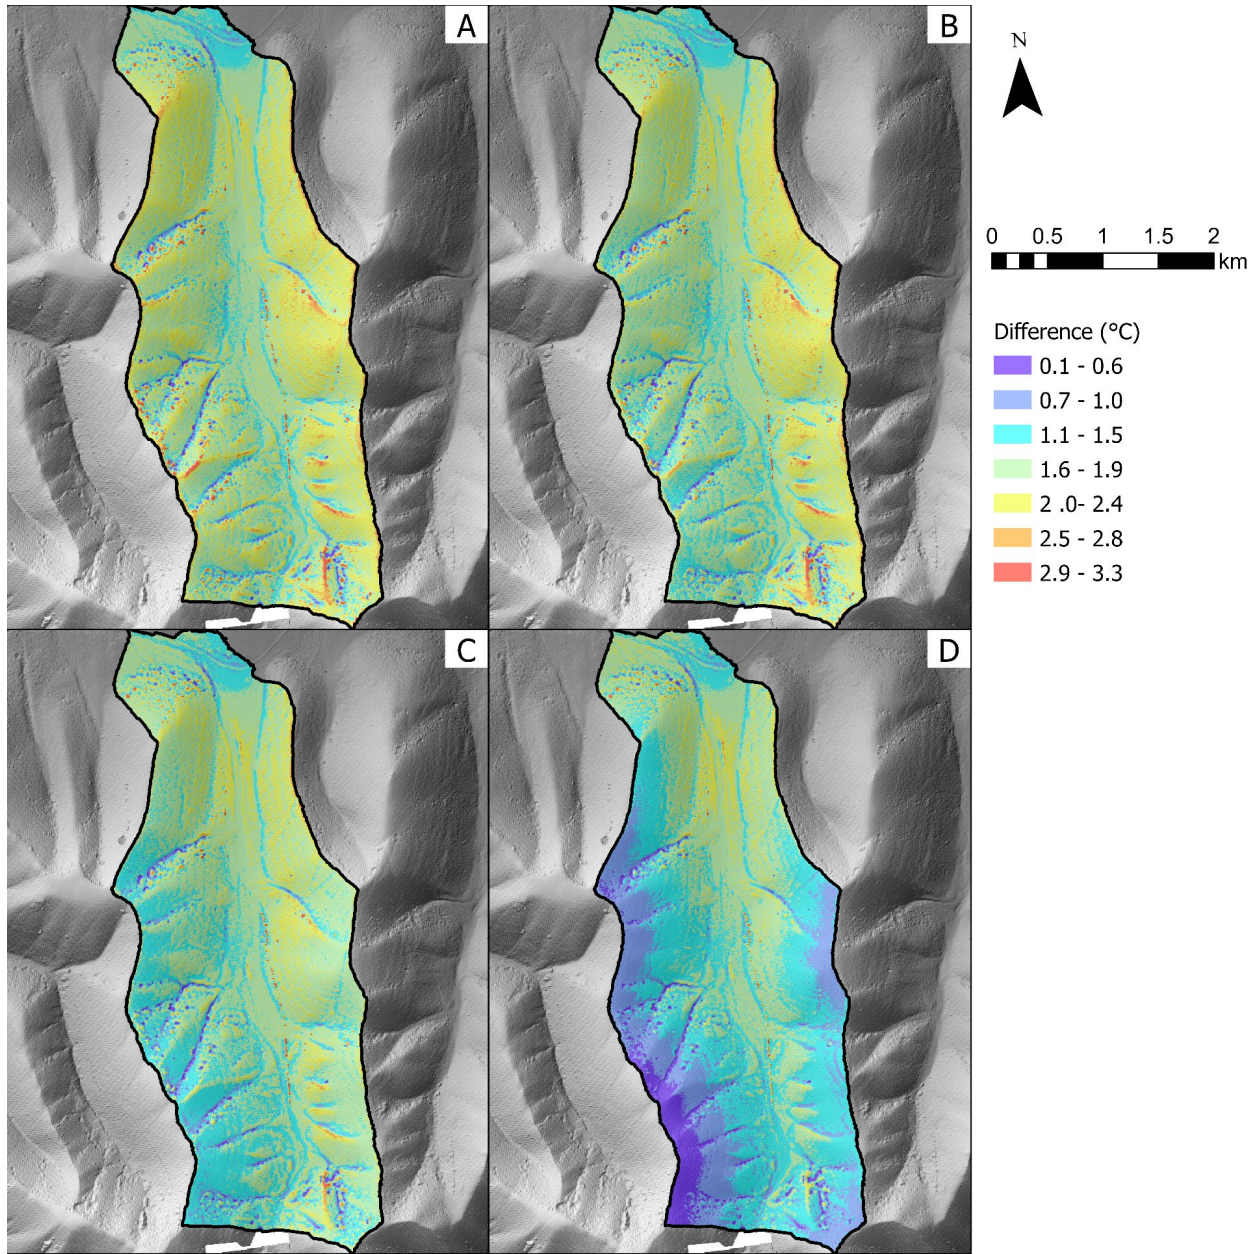 A
B
N
0 0.5 1 1.5 2
km
Difference (°C)
0.1 - 0.6
0.7 - 1.0
1.1 - 1.5
1.6 - 1.9
2 .0- 2.4
2.5 - 2.8
2.9 - 3.3
C
D